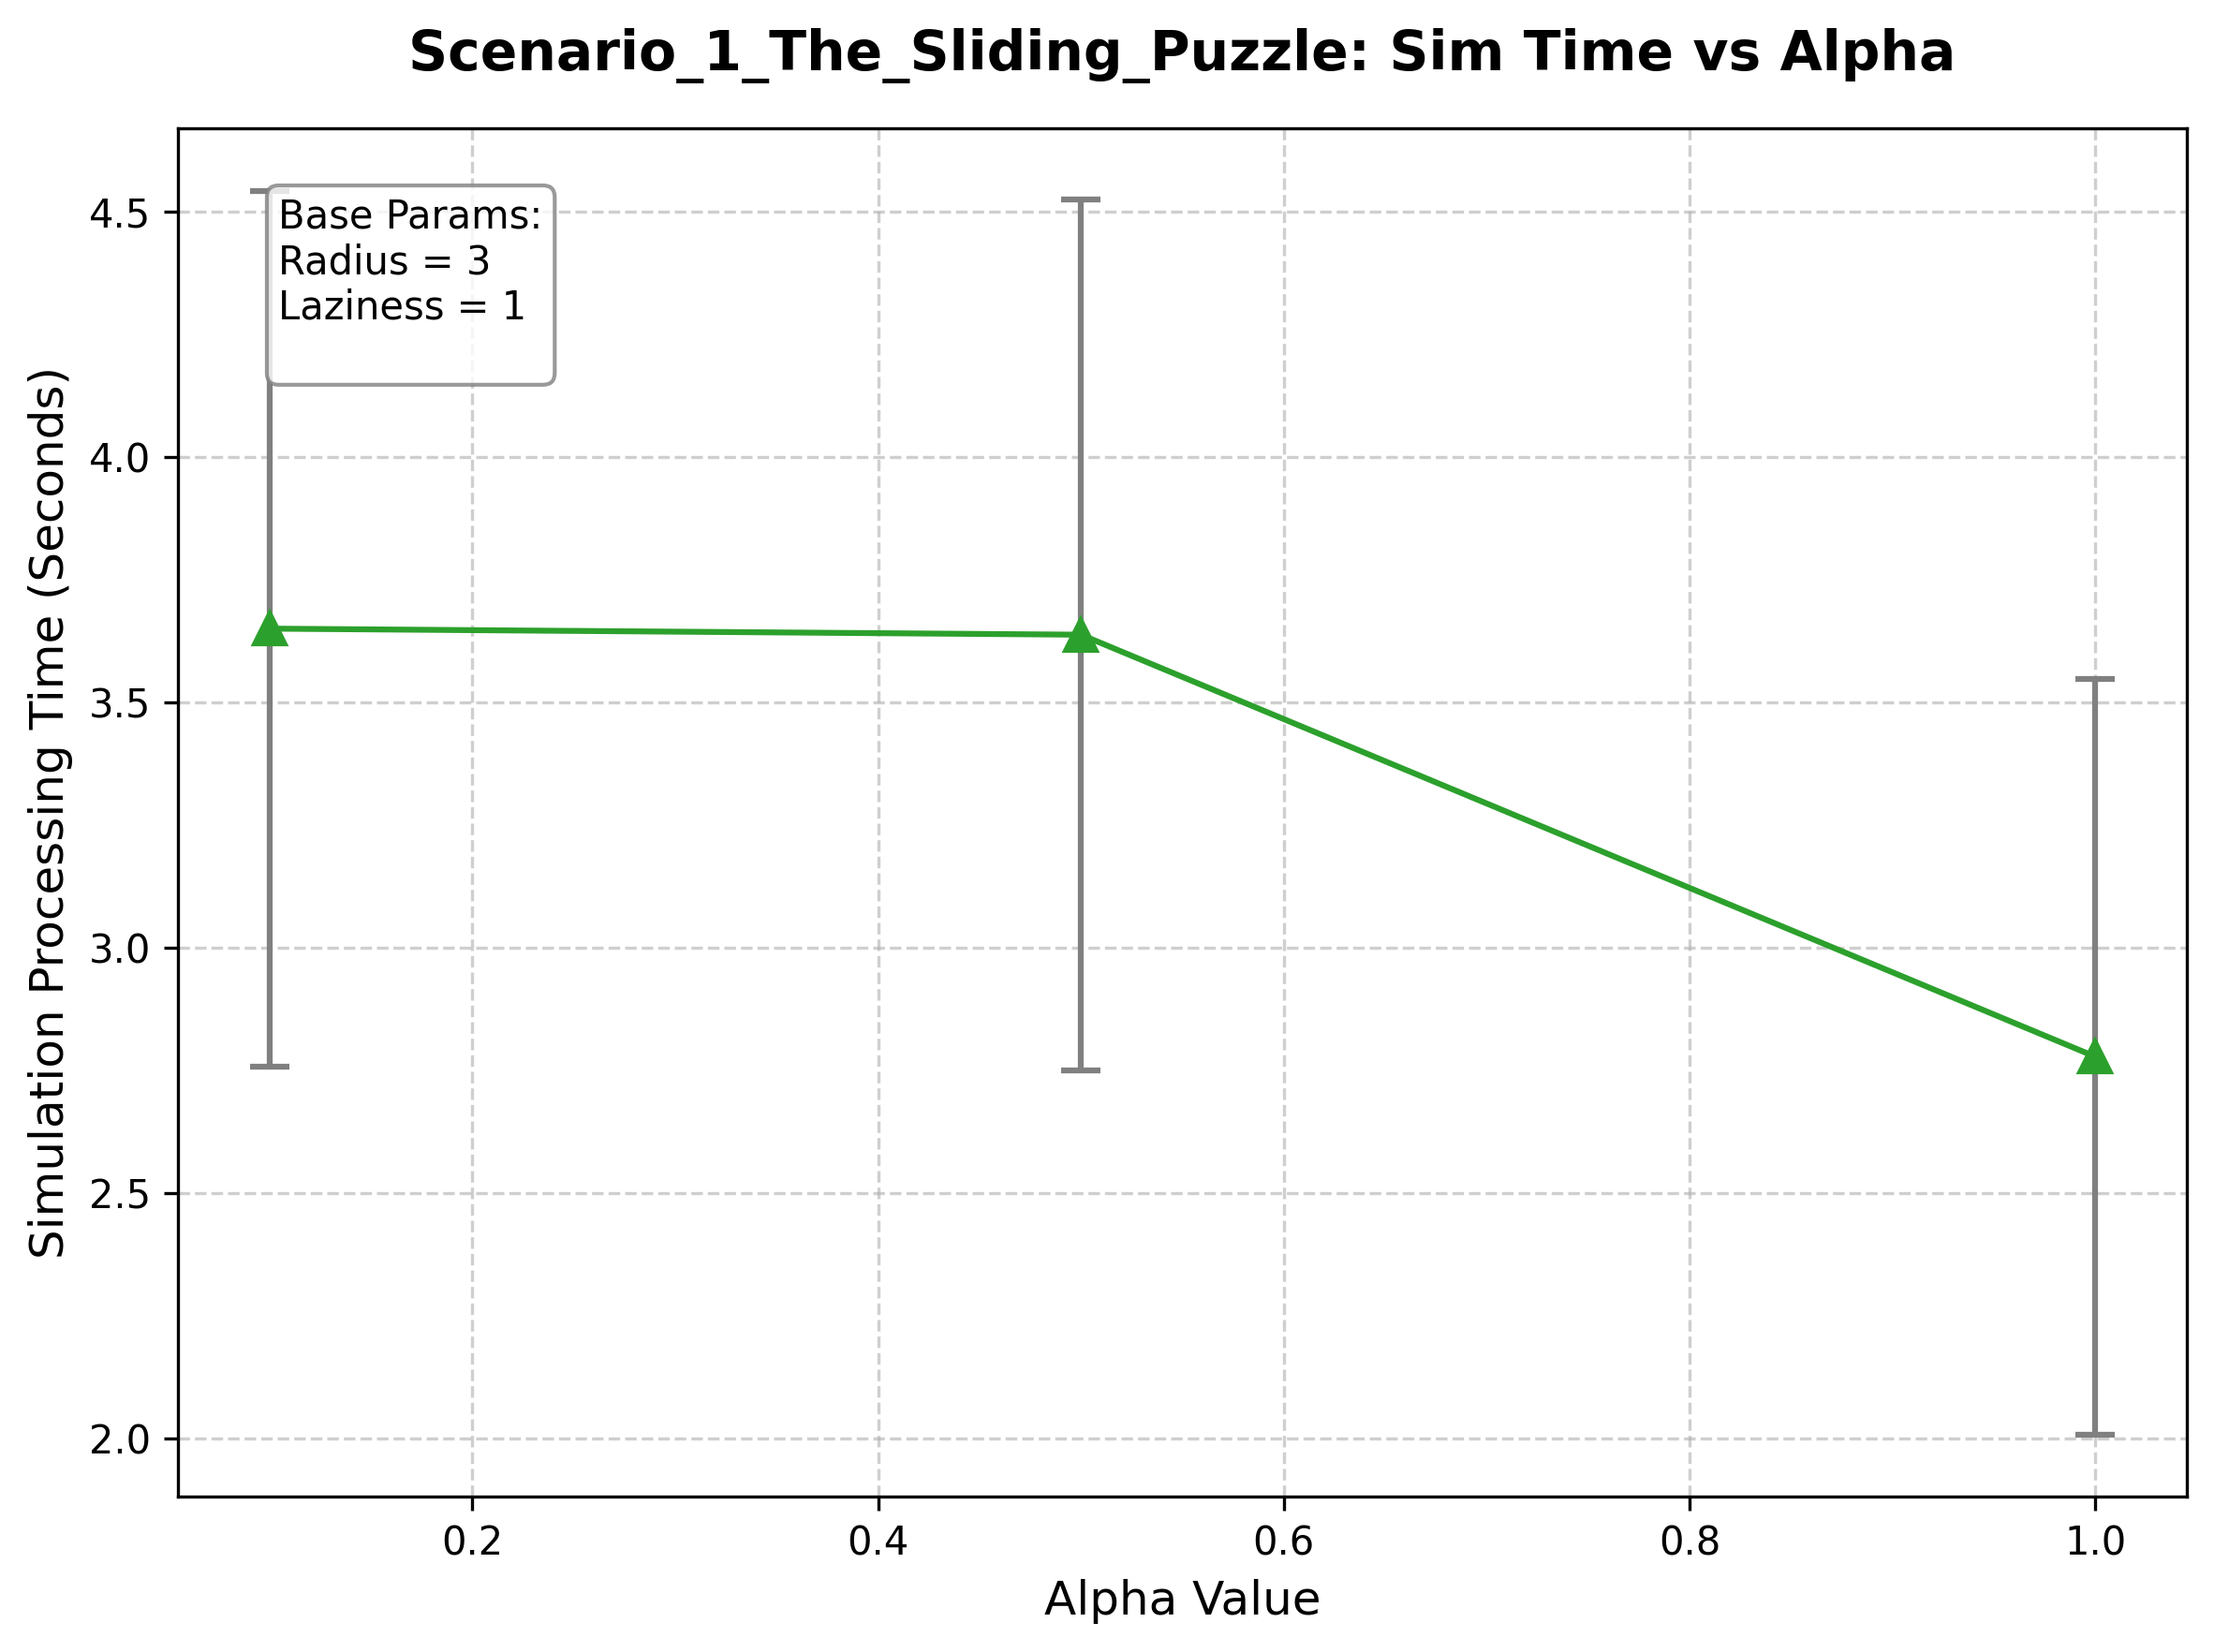 Scenario_1_The_Sliding_Puzzle: Sim Time vs Alpha
Base Params:
Radius = 3
Laziness = 1
4.5
4.0
3.5
3.0
2.5
2.0
Simulation Processing Time (Seconds)
0.2 0.4 0.6 0.8 1.0
Alpha Value